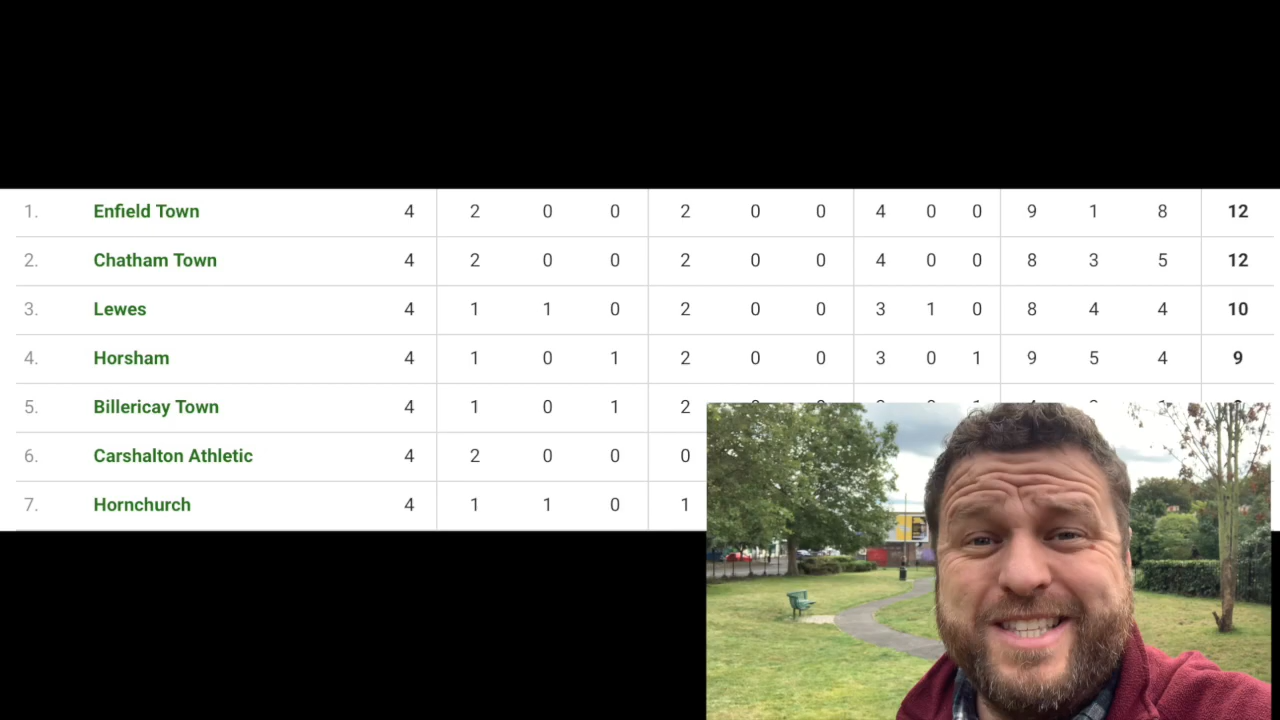 1. Enfield Town 4 2 0 0 2 0 0 4 0 0 9 1 8 12
2. Chatham Town 4 2 0 0 2 0 0 4 0 0 8 3 5 12
3. Lewes 4 1 1 0 2 0 0 3 1 0 8 4 4 10
4. Horsham 4 1 0 1 2 0 0 3 0 1 9 5 4 9
5. Billericay Town 4 1 0 1 2
6. Carshalton Athletic 4 2 0 0 0
7. Hornchurch 4 1 1 0 1